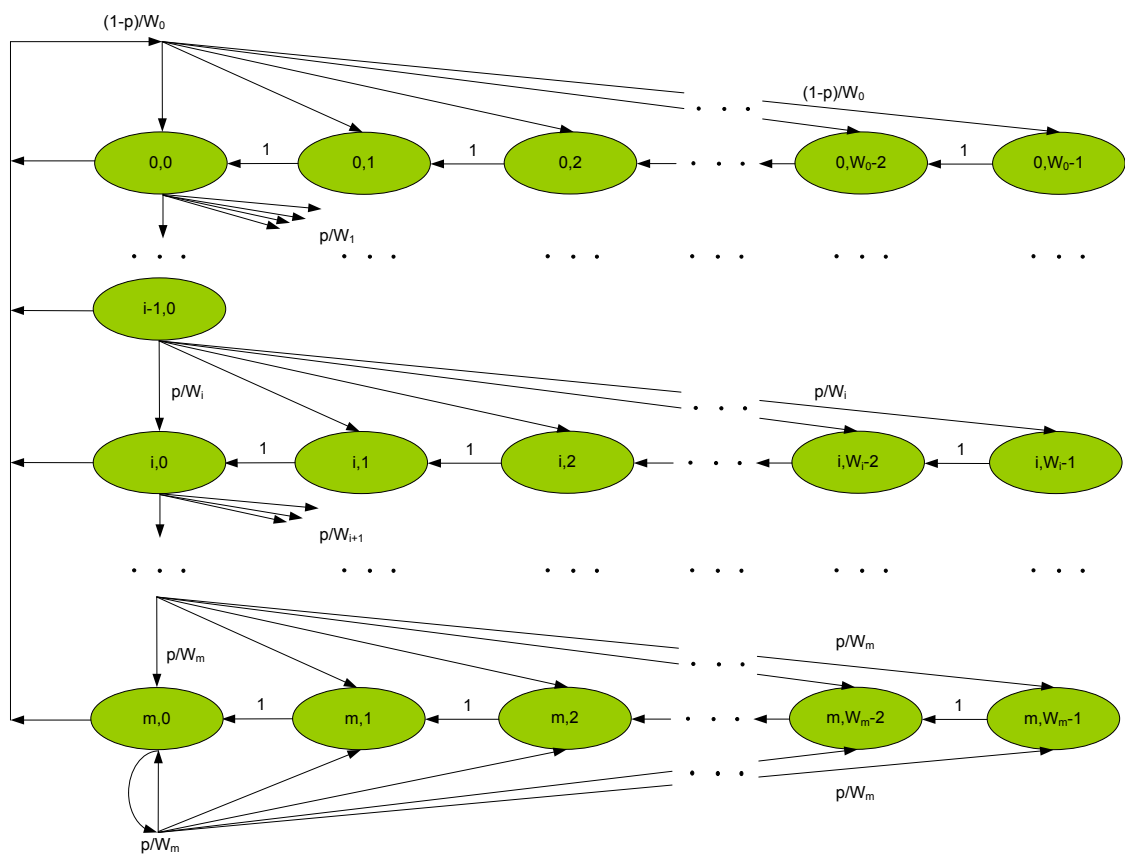 (1-p)/W₀
(1-p)/W₀
0,0 1 0,1 1 0,2 . . . 0,W₀-2 1 0,W₀-1
p/W₁
. . . . . . . . . . . . . . . . . .
i-1,0
p/Wᵢ . . . p/Wᵢ
i,0 1 i,1 1 i,2 . . . i,Wᵢ-2 1 i,Wᵢ-1
p/Wᵢ₊₁
. . . . . . . . . . . . . . . . . .
p/Wₘ . . . p/Wₘ
m,0 1 m,1 1 m,2 . . . m,Wₘ-2 1 m,Wₘ-1
. . . p/Wₘ
p/Wₘ